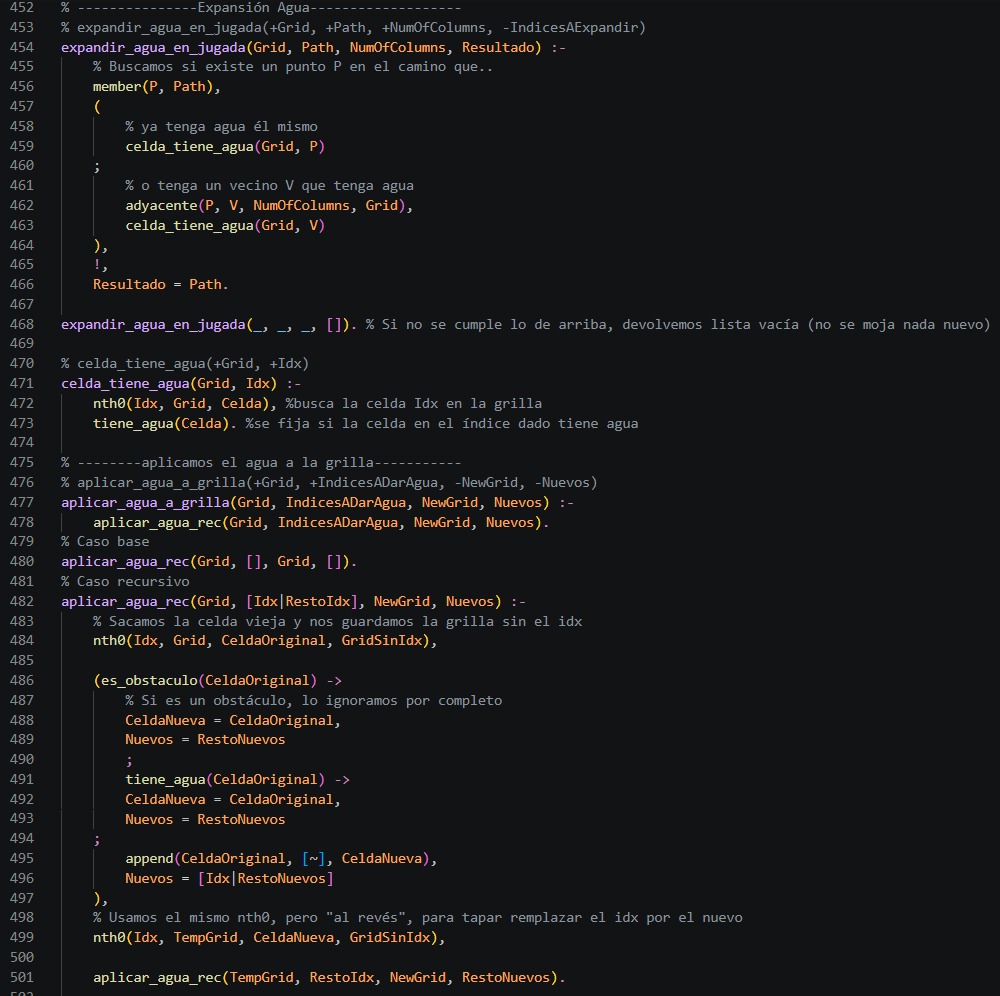 452 % ---------------Expansión Agua-------------------
453 % expandir_agua_en_jugada(+Grid, +Path, +NumOfColumns, -IndicesAExpandir)
454 expandir_agua_en_jugada(Grid, Path, NumOfColumns, Resultado) :-
455 % Buscamos si existe un punto P en el camino que..
456 member(P, Path),
457 (
458 % ya tenga agua él mismo
459 celda_tiene_agua(Grid, P)
460 ;
461 % o tenga un vecino V que tenga agua
462 adyacente(P, V, NumOfColumns, Grid),
463 celda_tiene_agua(Grid, V)
464 ),
465 !,
466 Resultado = Path.
467
468 expandir_agua_en_jugada(_, _, _, []). % Si no se cumple lo de arriba, devolvemos lista vacía (no se moja nada nuevo)
469
470 % celda_tiene_agua(+Grid, +Idx)
471 celda_tiene_agua(Grid, Idx) :-
472 nth0(Idx, Grid, Celda), %busca la celda Idx en la grilla
473 tiene_agua(Celda). %se fija si la celda en el índice dado tiene agua
474
475 % --------aplicamos el agua a la grilla-----------
476 % aplicar_agua_a_grilla(+Grid, +IndicesADarAgua, -NewGrid, -Nuevos)
477 aplicar_agua_a_grilla(Grid, IndicesADarAgua, NewGrid, Nuevos) :-
478 aplicar_agua_rec(Grid, IndicesADarAgua, NewGrid, Nuevos).
479 % Caso base
480 aplicar_agua_rec(Grid, [], Grid, []).
481 % Caso recursivo
482 aplicar_agua_rec(Grid, [Idx|RestoIdx], NewGrid, Nuevos) :-
483 % Sacamos la celda vieja y nos guardamos la grilla sin el idx
484 nth0(Idx, Grid, CeldaOriginal, GridSinIdx),
485
486 (es_obstaculo(CeldaOriginal) ->
487 % Si es un obstáculo, lo ignoramos por completo
488 CeldaNueva = CeldaOriginal,
489 Nuevos = RestoNuevos
490 ;
491 tiene_agua(CeldaOriginal) ->
492 CeldaNueva = CeldaOriginal,
493 Nuevos = RestoNuevos
494 ;
495 append(CeldaOriginal, [~], CeldaNueva),
496 Nuevos = [Idx|RestoNuevos]
497 ),
498 % Usamos el mismo nth0, pero "al revés", para tapar remplazar el idx por el nuevo
499 nth0(Idx, TempGrid, CeldaNueva, GridSinIdx),
500
501 aplicar_agua_rec(TempGrid, RestoIdx, NewGrid, RestoNuevos).